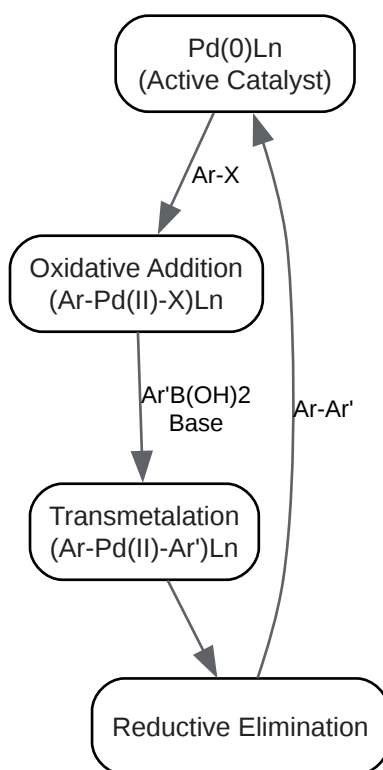 Pd(0)Ln
(Active Catalyst)
Ar-X
Oxidative Addition
(Ar-Pd(II)-X)Ln
Ar'B(OH)2
Base
Ar-Ar'
Transmetalation
(Ar-Pd(II)-Ar')Ln
Reductive Elimination